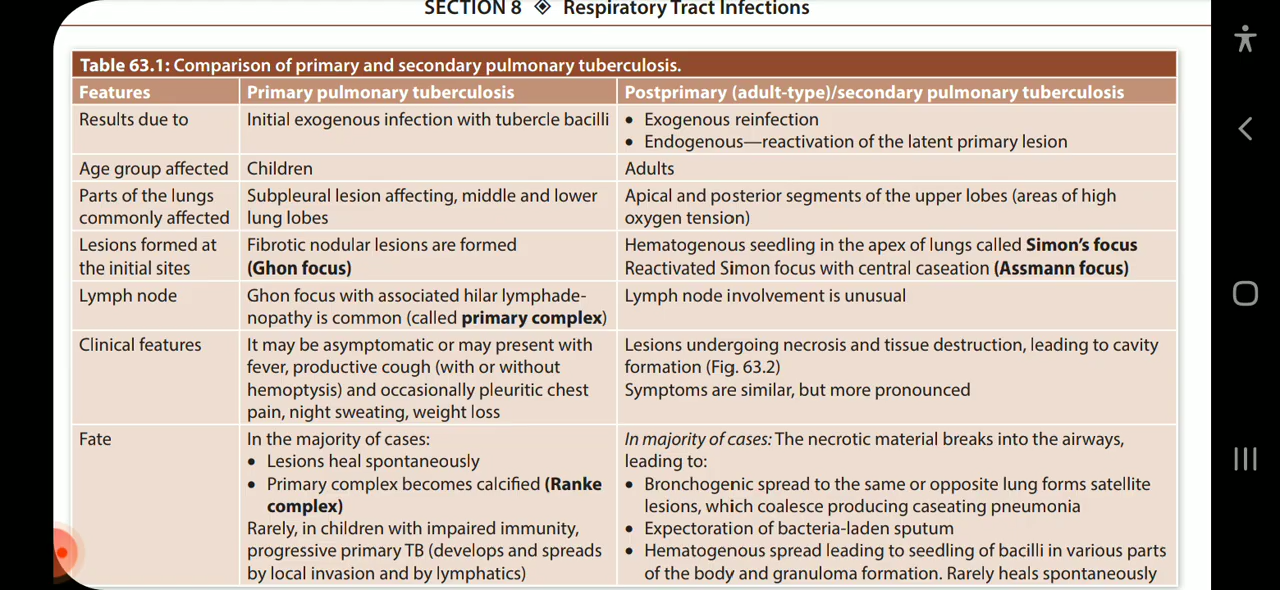 SECTION 8 ◈ Respiratory Tract Infections
Table 63.1: Comparison of primary and secondary pulmonary tuberculosis.
Features Primary pulmonary tuberculosis Postprimary (adult-type)/secondary pulmonary tuberculosis
Results due to Initial exogenous infection with tubercle bacilli
• Exogenous reinfection
• Endogenous—reactivation of the latent primary lesion
Age group affected Children Adults
Parts of the lungs
commonly affected
Subpleural lesion affecting, middle and lower
lung lobes
Apical and posterior segments of the upper lobes (areas of high
oxygen tension)
Lesions formed at
the initial sites
Fibrotic nodular lesions are formed
(Ghon focus)
Hematogenous seedling in the apex of lungs called Simon's focus
Reactivated Simon focus with central caseation (Assmann focus)
Lymph node
Ghon focus with associated hilar lymphade-
nopathy is common (called primary complex)
Lymph node involvement is unusual
Clinical features
It may be asymptomatic or may present with
fever, productive cough (with or without
hemoptysis) and occasionally pleuritic chest
pain, night sweating, weight loss
Lesions undergoing necrosis and tissue destruction, leading to cavity
formation (Fig. 63.2)
Symptoms are similar, but more pronounced
Fate
In the majority of cases:
• Lesions heal spontaneously
• Primary complex becomes calcified (Ranke
complex)
Rarely, in children with impaired immunity,
progressive primary TB (develops and spreads
by local invasion and by lymphatics)
In majority of cases: The necrotic material breaks into the airways,
leading to:
• Bronchogenic spread to the same or opposite lung forms satellite
lesions, which coalesce producing caseating pneumonia
• Expectoration of bacteria-laden sputum
• Hematogenous spread leading to seedling of bacilli in various parts
of the body and granuloma formation. Rarely heals spontaneously